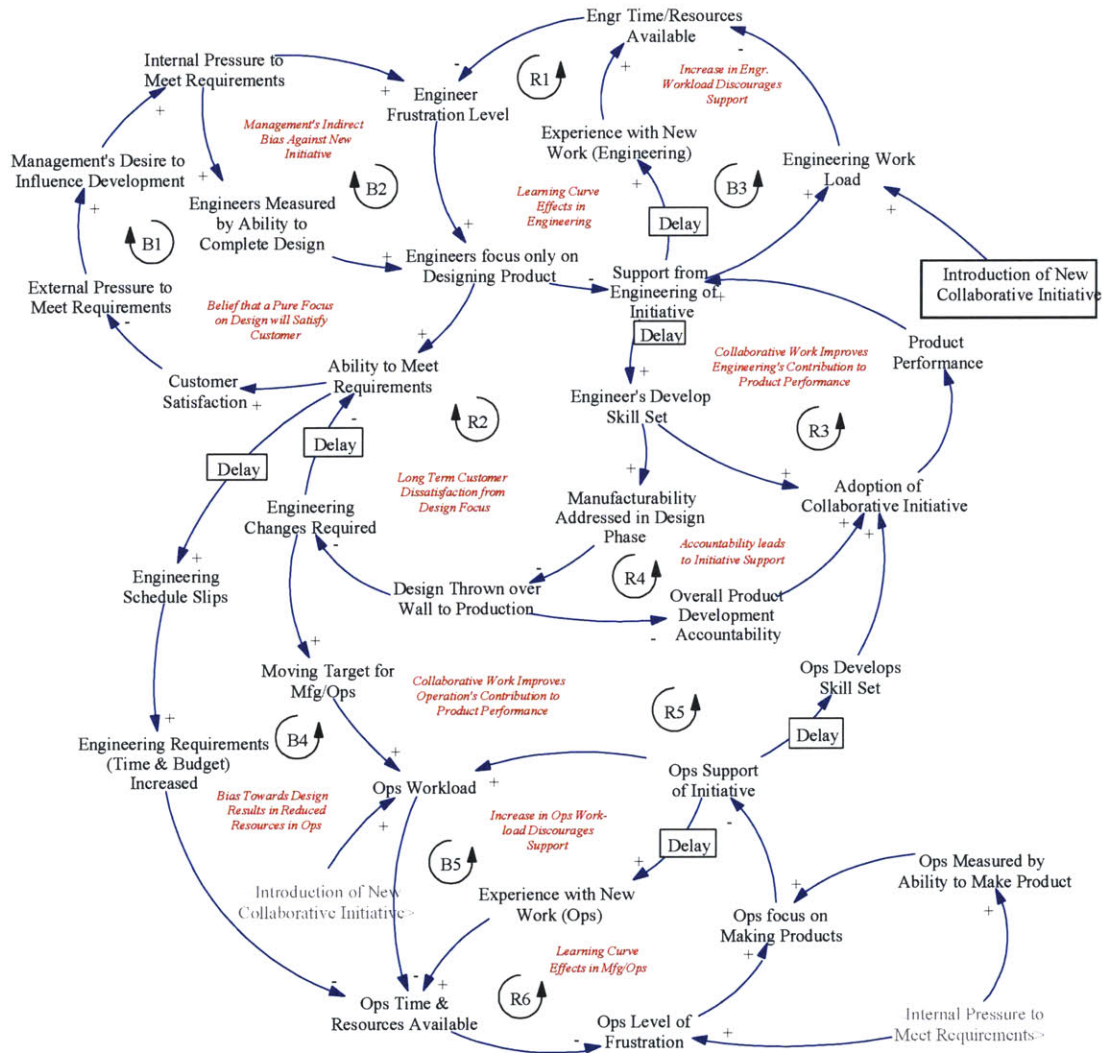 Engr Time/Resources
Available
Internal Pressure to
Meet Requirements
-
-
+
R1
Increase in Engr.
Workload Discourages
Support
+
Engineer
Frustration Level
+
Management's Indirect
Bias Against New
Initiative
Experience with New
Work (Engineering)
Management's Desire to
Influence Development
+
B2
B3
Engineering Work
Load
+
+
+
+
Engineers Measured
by Ability to
Complete Design
Learning Curve
Effects in
Engineering
Delay
B1
+
+
Engineers focus only on
Designing Product
-
Support from
Engineering of
Initiative
+
Introduction of New
Collaborative Initiative
External Pressure to
Meet Requirements
-
Belief that a Pure Focus
on Design will Satisfy
Customer
+
Delay
Product
Performance
Customer
Satisfaction
+
Ability to Meet
Requirements
-
+
Collaborative Work Improves
Engineering's Contribution to
Product Performance
Engineer's Develop
Skill Set
R2
R3
Delay
Delay
+
+
Long Term Customer
Dissatisfaction from
Design Focus
Adoption of
Collaborative Initiative
+
+
Engineering
Changes Required
-
Manufacturability
Addressed in Design
Phase
-
Accountability leads
to Initiative Support
+
Engineering
Schedule Slips
R4
Design Thrown over
Wall to Production
-
Overall Product
Development
Accountability
+
Moving Target for
Mfg/Ops
Collaborative Work Improves
Operation's Contribution to
Product Performance
Ops Develops
Skill Set
+
+
R5
B4
Delay
Engineering Requirements
(Time & Budget)
Increased
+
+
Ops Workload
+
Ops Support
of Initiative
-
Bias Towards Design
Results in Reduced
Resources in Ops
Increase in Ops Work-
load Discourages
Support
Delay
B5
+
Introduction of New
Collaborative Initiative>
Experience with New
Work (Ops)
Ops Measured by
Ability to Make Product
+
+
Ops focus on
Making Products
+
Learning Curve
Effects in Mfg/Ops
-
-
+
R6
Ops Time &
Resources Available
-
Ops Level of
Frustration
+
Internal Pressure to
Meet Requirements>